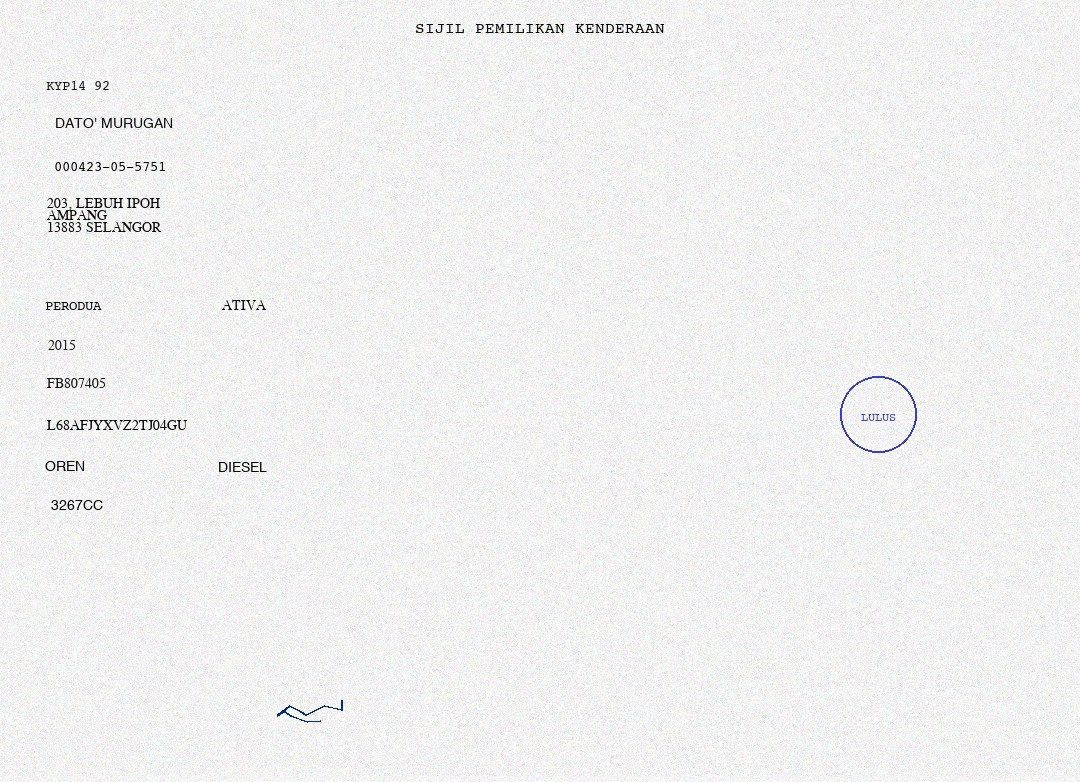 SIJIL PEMILIKAN KENDERAAN
KYP14 92
DATO' MURUGAN
000423-05-5751
203, LEBUH IPOH
AMPANG
13883 SELANGOR
PERODUA ATIVA
2015
FB807405
L68AFJYXVZ2TJ04GU
LULUS
OREN DIESEL
3267CC